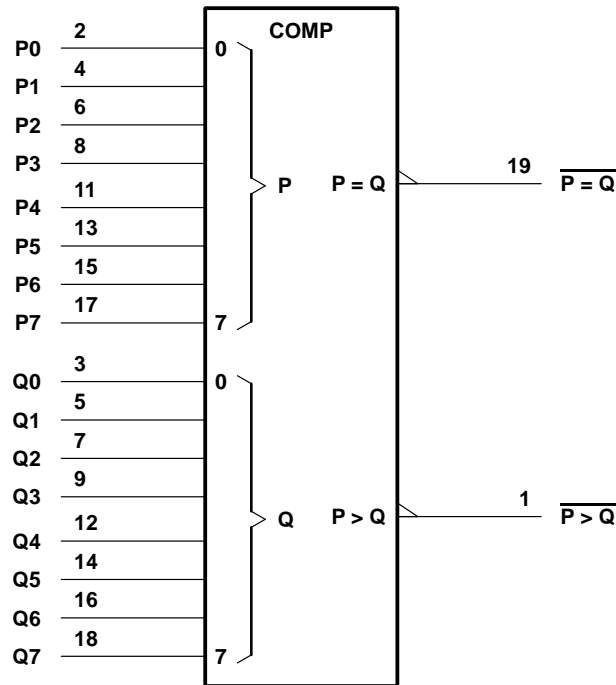 COMP
P0 2 0
P1 4
P2 6
P3 8
P P = Q 19 P = Q
P4 11
P5 13
P6 15
P7 17 7
Q0 3 0
Q1 5
Q2 7
Q3 9
Q P > Q 1 P > Q
Q4 12
Q5 14
Q6 16
Q7 18 7